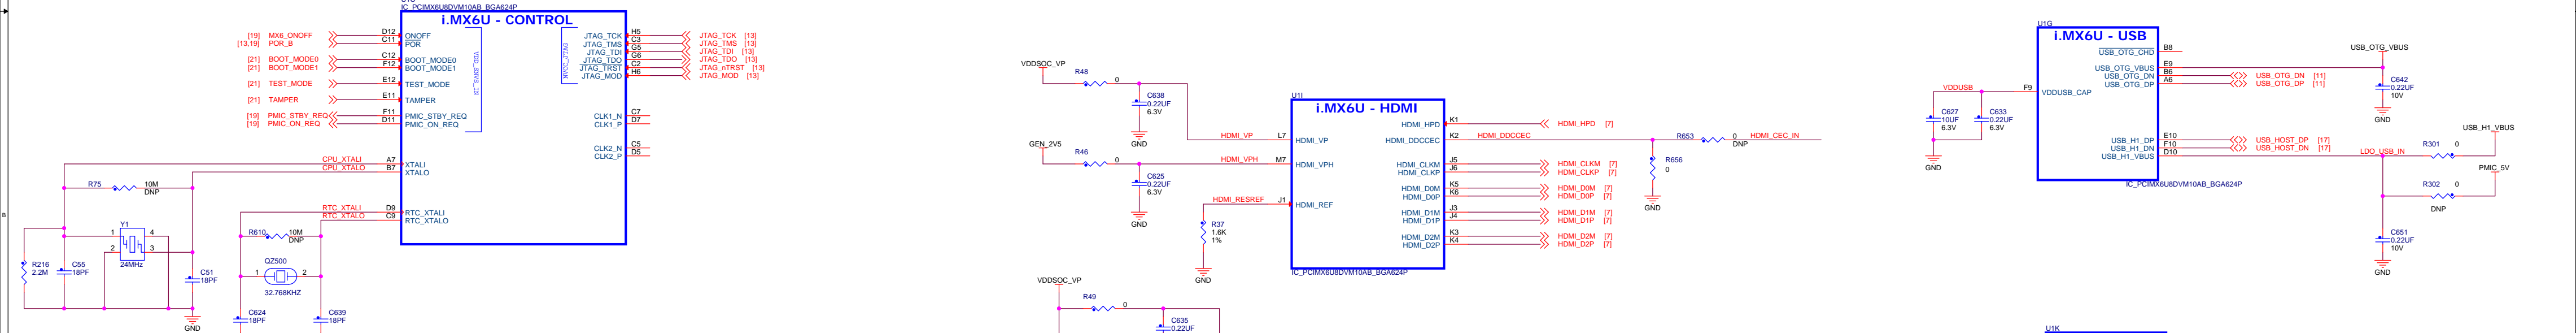 IC_PCIMX6U8DVM10AB_BGA624P
i.MX6U - CONTROL
[19] MX6_ONOFF D12 ONOFF
[13,19] POR_B C11 POR
[21] BOOT_MODE0 C12 BOOT_MODE0
[21] BOOT_MODE1 F12 BOOT_MODE1
[21] TEST_MODE E12 TEST_MODE
[21] TAMPER E11 TAMPER
[19] PMIC_STBY_REQ F11 PMIC_STBY_REQ
[19] PMIC_ON_REQ D11 PMIC_ON_REQ
CPU_XTALI A7 XTALI
CPU_XTALO B7 XTALO
RTC_XTALI D9 RTC_XTALI
RTC_XTALO C9 RTC_XTALO
VDD_SNVS_IN
JTAG_TCK H5 JTAG_TCK [13]
JTAG_TMS C3 JTAG_TMS [13]
JTAG_TDI G5 JTAG_TDI [13]
JTAG_TDO G6 JTAG_TDO [13]
JTAG_TRST C2 JTAG_nTRST [13]
JTAG_MOD H6 JTAG_MOD [13]
CLK1_N C7
CLK1_P D7
CLK2_N C5
CLK2_P D5
R75 10M
DNP
Y1
1 4
2 3
24MHz
R216
2.2M
C55
18PF
C51
18PF
GND
R610 10M
DNP
QZ500
1 2
32.768KHZ
C624
18PF
C639
18PF
B
VDDSOC_VP
R48 0
C638
0.22UF
6.3V
GND
GEN_2V5
R46 0
C625
0.22UF
6.3V
GND
HDMI_VP L7 HDMI_VP
HDMI_VPH M7 HDMI_VPH
HDMI_RESREF J1 HDMI_REF
R37
1.6K
1%
GND
VDDSOC_VP
R49 0
C635
0.22UF
U1I
i.MX6U - HDMI
HDMI_HPD K1 HDMI_HPD [7]
HDMI_DDCCEC K2 HDMI_DDCCEC
HDMI_CLKM J5 HDMI_CLKM [7]
HDMI_CLKP J6 HDMI_CLKP [7]
HDMI_D0M K5 HDMI_D0M [7]
HDMI_D0P K6 HDMI_D0P [7]
HDMI_D1M J3 HDMI_D1M [7]
HDMI_D1P J4 HDMI_D1P [7]
HDMI_D2M K3 HDMI_D2M [7]
HDMI_D2P K4 HDMI_D2P [7]
IC_PCIMX6U8DVM10AB_BGA624P
R653 0 HDMI_CEC_IN
DNP
R656
0
GND
U1G
i.MX6U - USB
VDDUSB F9 VDDUSB_CAP
C627
10UF
6.3V
C633
0.22UF
6.3V
GND
USB_OTG_CHD B8
USB_OTG_VBUS E9
USB_OTG_DN B6 USB_OTG_DN [11]
USB_OTG_DP A6 USB_OTG_DP [11]
USB_H1_DP E10 USB_HOST_DP [17]
USB_H1_DN F10 USB_HOST_DN [17]
USB_H1_VBUS D10 LDO_USB_IN
IC_PCIMX6U8DVM10AB_BGA624P
USB_OTG_VBUS
C642
0.22UF
10V
GND
USB_H1_VBUS
R301 0
PMIC_5V
R302 0
DNP
C651
0.22UF
10V
GND
U1K